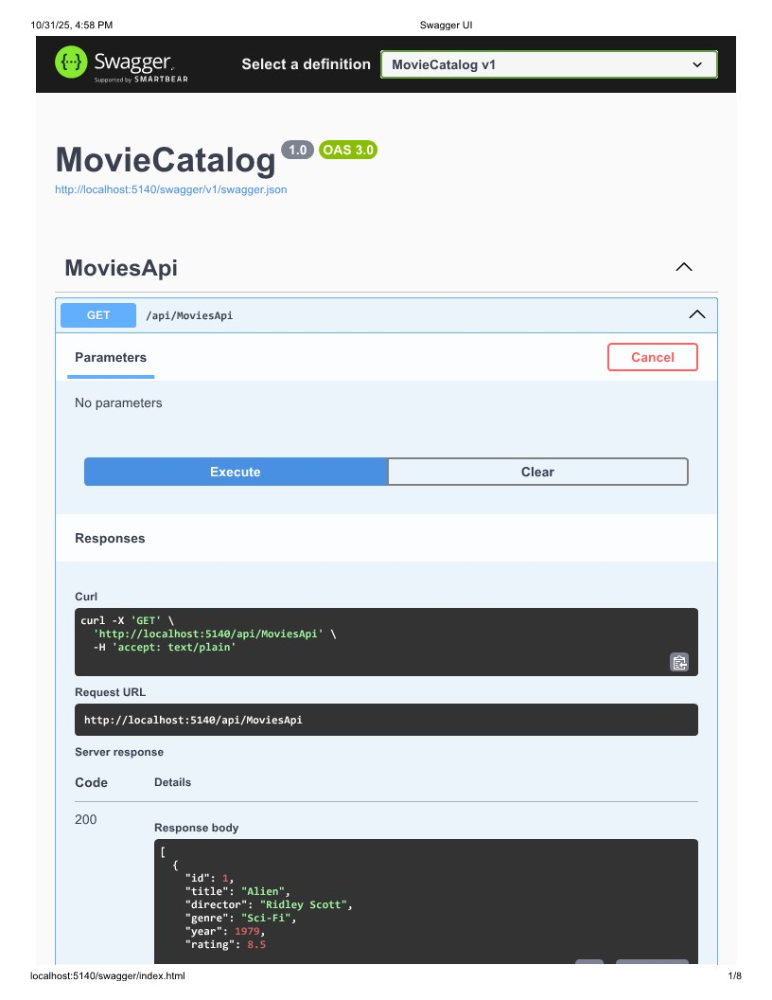 10/31/25, 4:58 PM Swagger UI
{...} Swagger.
Supported by SMARTBEAR
Select a definition MovieCatalog v1
MovieCatalog 1.0 OAS 3.0
http://localhost:5140/swagger/v1/swagger.json
MoviesApi
GET /api/MoviesApi
Parameters Cancel
No parameters
Execute Clear
Responses
Curl
curl -X 'GET' \
  'http://localhost:5140/api/MoviesApi' \
  -H 'accept: text/plain'
Request URL
http://localhost:5140/api/MoviesApi
Server response
Code Details
200
Response body
[
  {
    "id": 1,
    "title": "Alien",
    "director": "Ridley Scott",
    "genre": "Sci-Fi",
    "year": 1979,
    "rating": 8.5
localhost:5140/swagger/index.html 1/8